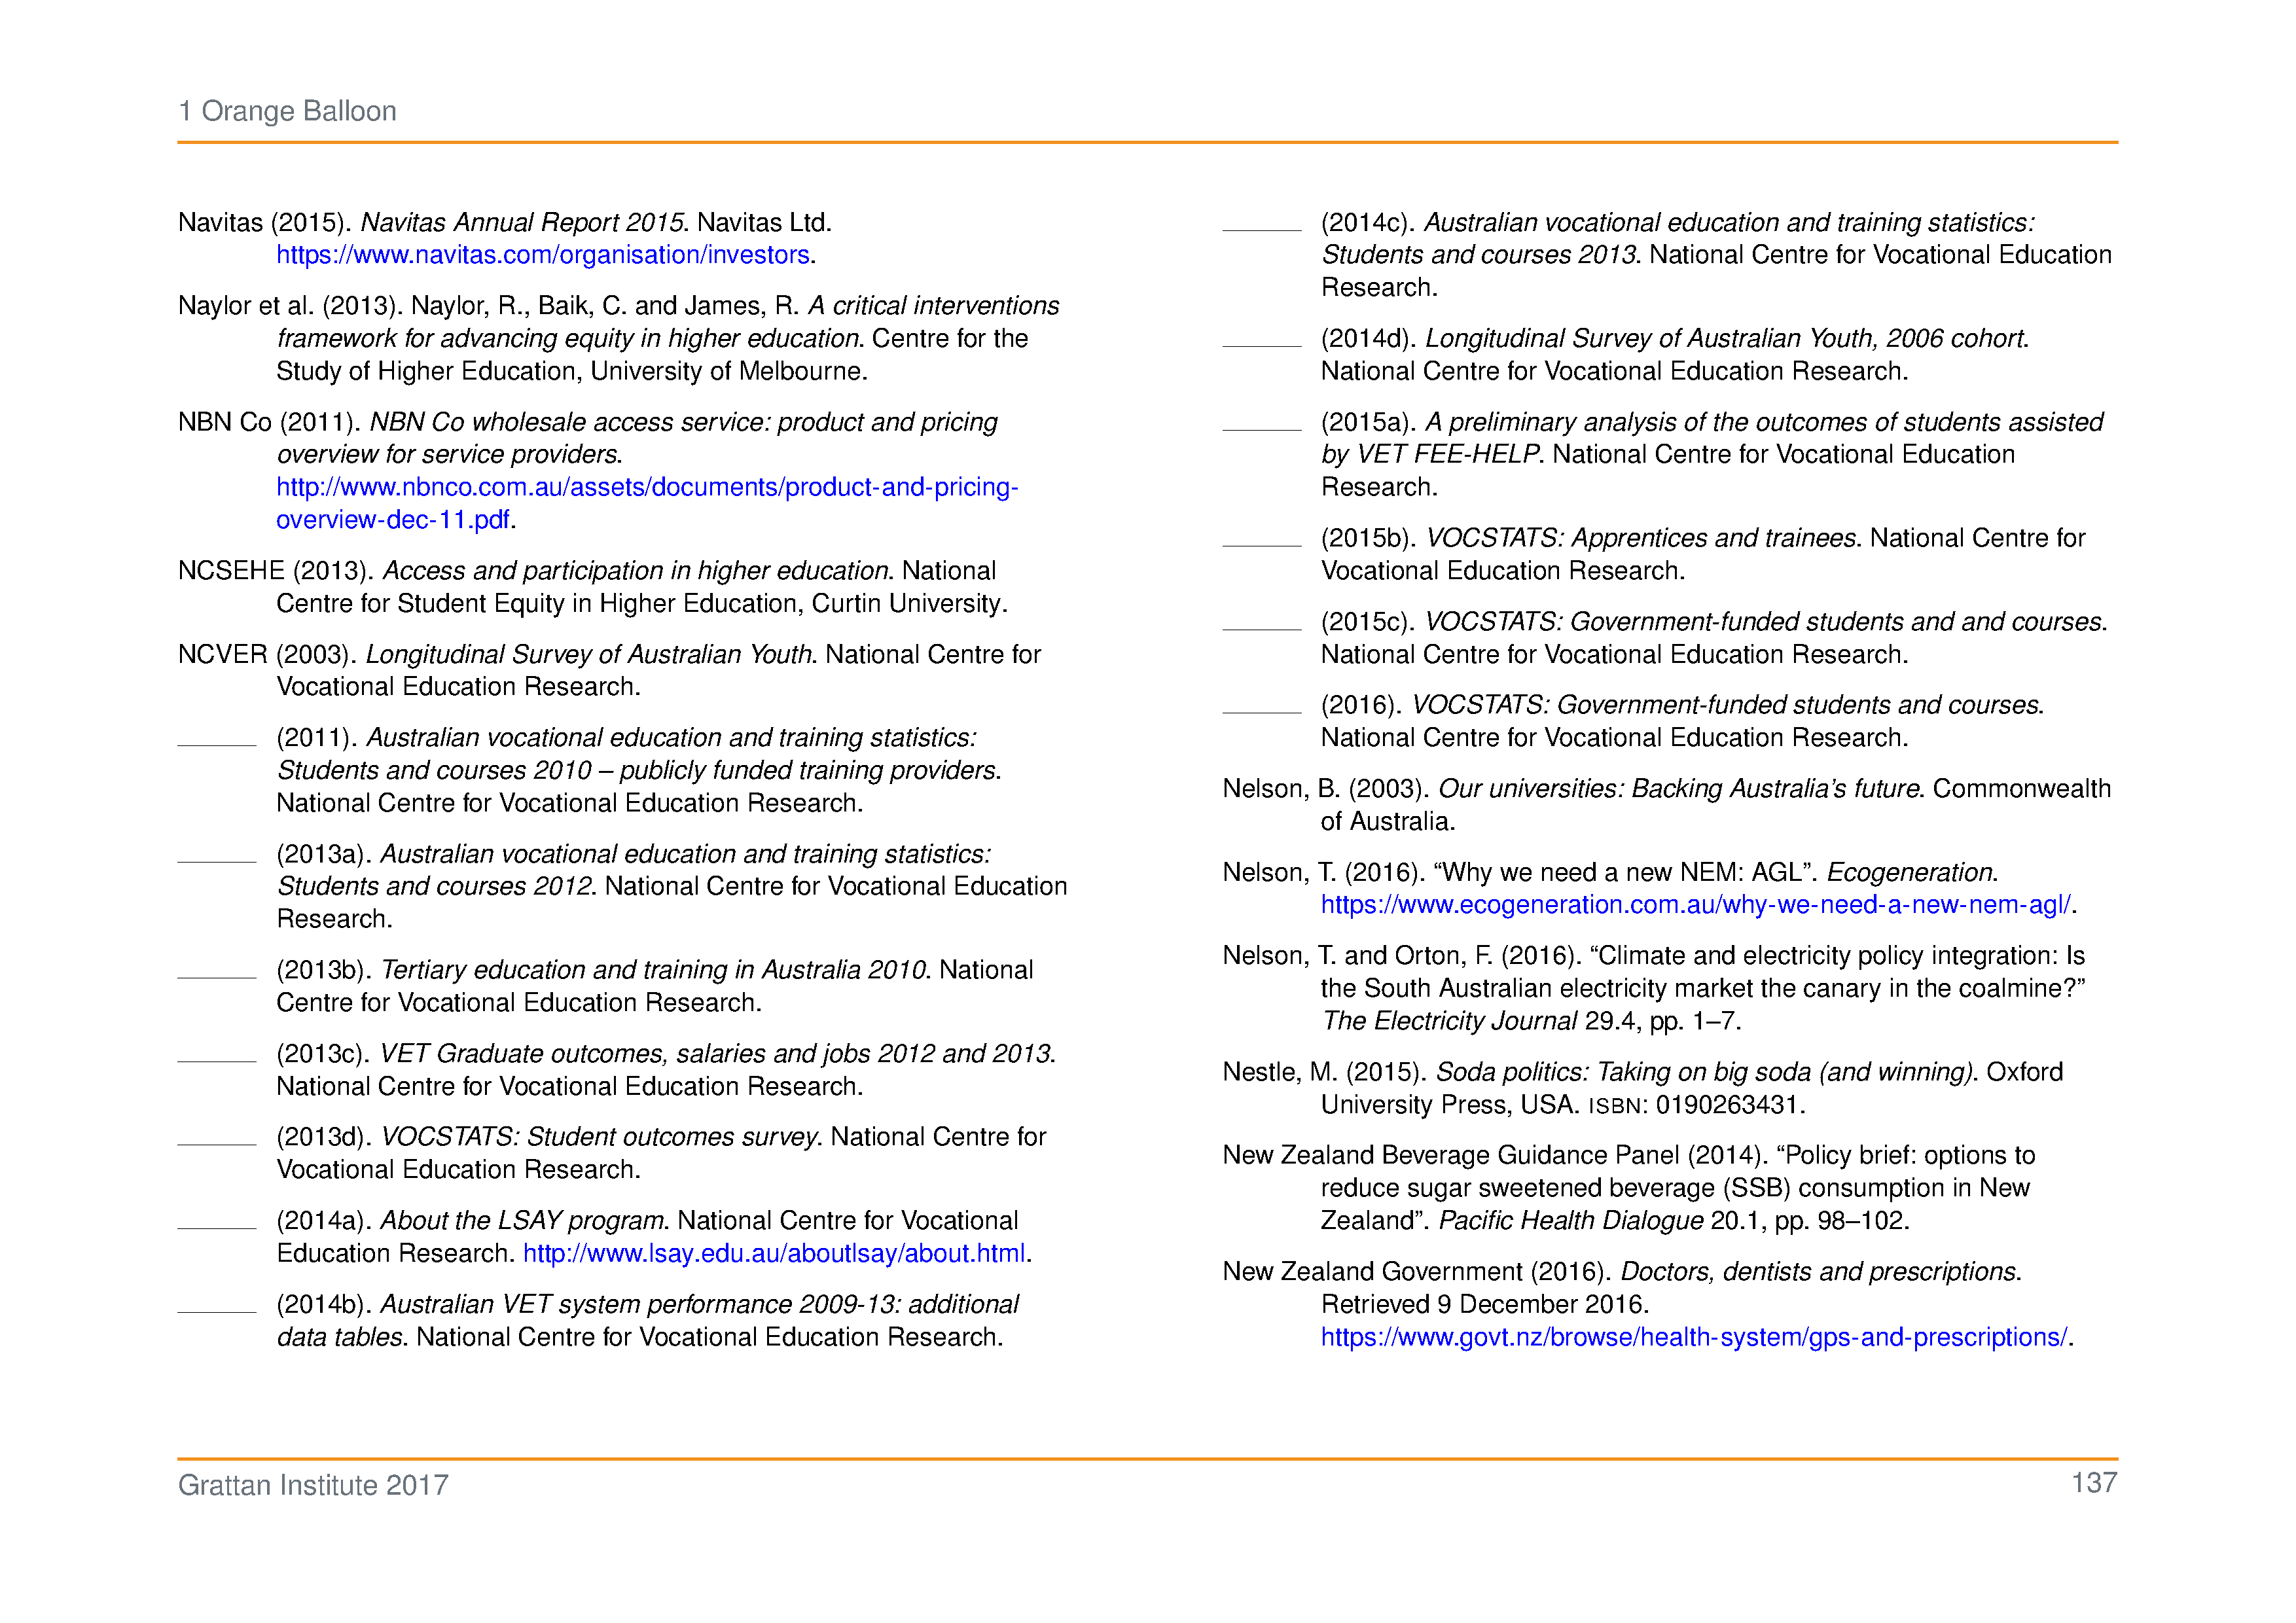 1 Orange Balloon
Navitas (2015). Navitas Annual Report 2015. Navitas Ltd.
https://www.navitas.com/organisation/investors.
Naylor et al. (2013). Naylor, R., Baik, C. and James, R. A critical interventions
framework for advancing equity in higher education. Centre for the
Study of Higher Education, University of Melbourne.
NBN Co (2011). NBN Co wholesale access service: product and pricing
overview for service providers.
http://www.nbnco.com.au/assets/documents/product-and-pricing-
overview-dec-11.pdf.
NCSEHE (2013). Access and participation in higher education. National
Centre for Student Equity in Higher Education, Curtin University.
NCVER (2003). Longitudinal Survey of Australian Youth. National Centre for
Vocational Education Research.
(2011). Australian vocational education and training statistics:
Students and courses 2010 – publicly funded training providers.
National Centre for Vocational Education Research.
(2013a). Australian vocational education and training statistics:
Students and courses 2012. National Centre for Vocational Education
Research.
(2013b). Tertiary education and training in Australia 2010. National
Centre for Vocational Education Research.
(2013c). VET Graduate outcomes, salaries and jobs 2012 and 2013.
National Centre for Vocational Education Research.
(2013d). VOCSTATS: Student outcomes survey. National Centre for
Vocational Education Research.
(2014a). About the LSAY program. National Centre for Vocational
Education Research. http://www.lsay.edu.au/aboutlsay/about.html.
(2014b). Australian VET system performance 2009-13: additional
data tables. National Centre for Vocational Education Research.
(2014c). Australian vocational education and training statistics:
Students and courses 2013. National Centre for Vocational Education
Research.
(2014d). Longitudinal Survey of Australian Youth, 2006 cohort.
National Centre for Vocational Education Research.
(2015a). A preliminary analysis of the outcomes of students assisted
by VET FEE-HELP. National Centre for Vocational Education
Research.
(2015b). VOCSTATS: Apprentices and trainees. National Centre for
Vocational Education Research.
(2015c). VOCSTATS: Government-funded students and and courses.
National Centre for Vocational Education Research.
(2016). VOCSTATS: Government-funded students and courses.
National Centre for Vocational Education Research.
Nelson, B. (2003). Our universities: Backing Australia's future. Commonwealth
of Australia.
Nelson, T. (2016). “Why we need a new NEM: AGL”. Ecogeneration.
https://www.ecogeneration.com.au/why-we-need-a-new-nem-agl/.
Nelson, T. and Orton, F. (2016). “Climate and electricity policy integration: Is
the South Australian electricity market the canary in the coalmine?”
The Electricity Journal 29.4, pp. 1–7.
Nestle, M. (2015). Soda politics: Taking on big soda (and winning). Oxford
University Press, USA. ISBN: 0190263431.
New Zealand Beverage Guidance Panel (2014). “Policy brief: options to
reduce sugar sweetened beverage (SSB) consumption in New
Zealand”. Pacific Health Dialogue 20.1, pp. 98–102.
New Zealand Government (2016). Doctors, dentists and prescriptions.
Retrieved 9 December 2016.
https://www.govt.nz/browse/health-system/gps-and-prescriptions/.
Grattan Institute 2017
137